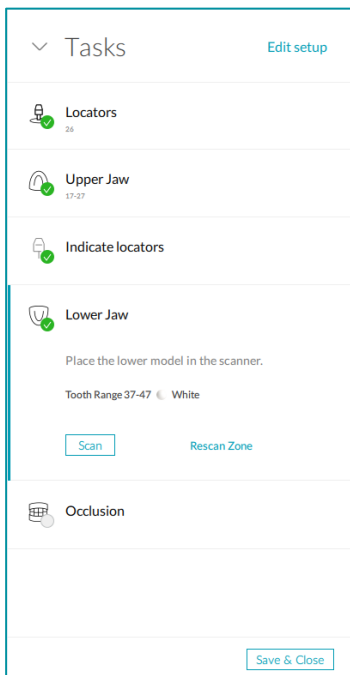 Tasks
Edit setup
Locators
26
Upper Jaw
17-27
Indicate locators
Lower Jaw
Place the lower model in the scanner.
Tooth Range 37-47 White
Scan
Rescan Zone
Occlusion
Save & Close